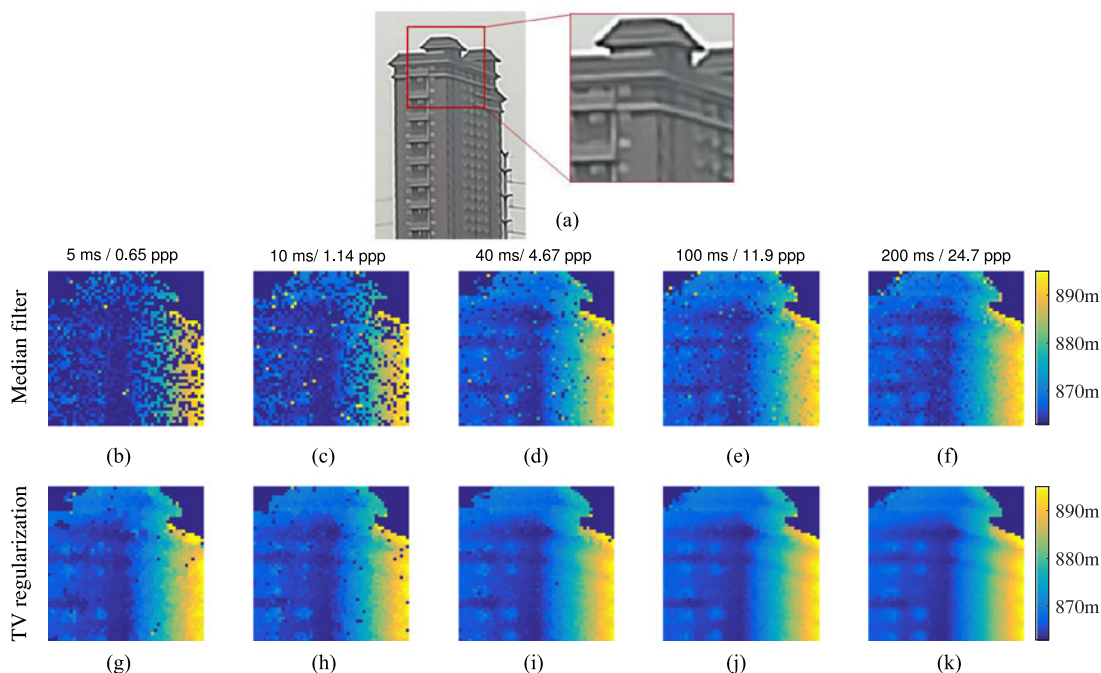 (a)
5 ms / 0.65 ppp
10 ms/ 1.14 ppp
40 ms/ 4.67 ppp
100 ms / 11.9 ppp
200 ms / 24.7 ppp
Median filter
890m
880m
870m
(b)
(c)
(d)
(e)
(f)
TV regularization
890m
880m
870m
(g)
(h)
(i)
(j)
(k)